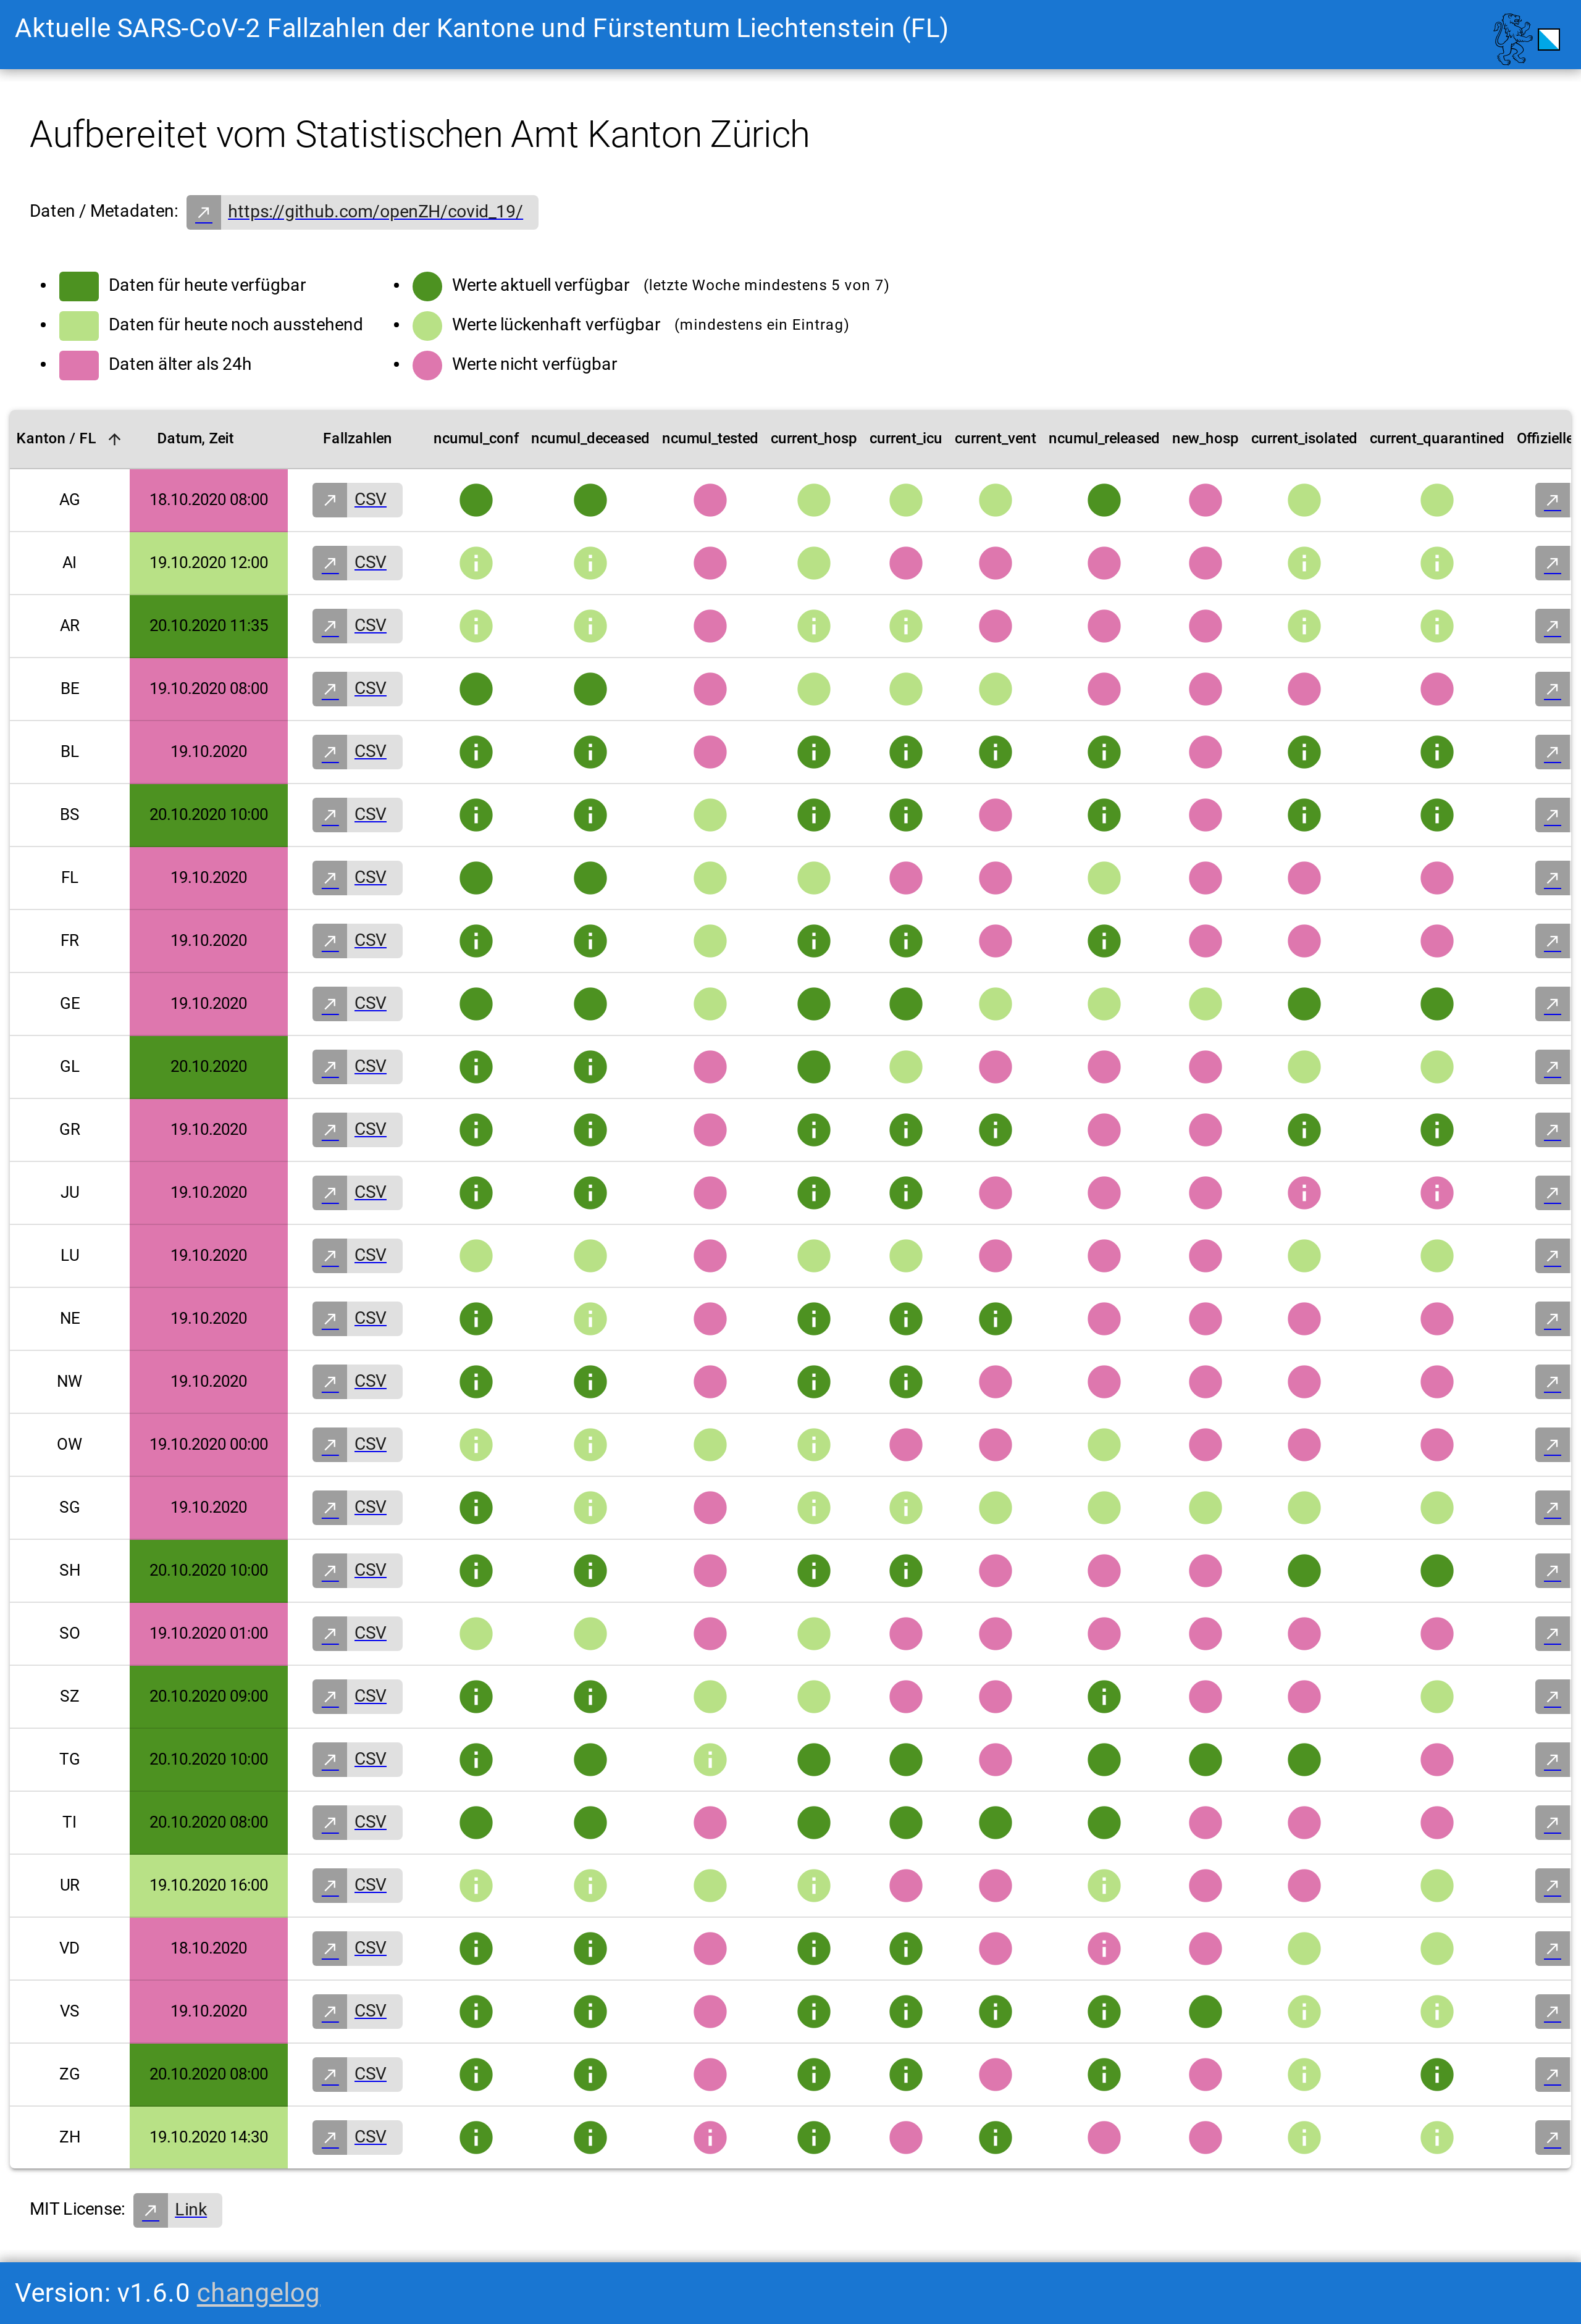 Aktuelle SARS-CoV-2 Fallzahlen der Kantone und Fürstentum Liechtenstein (FL)
Aufbereitet vom Statistischen Amt Kanton Zürich
Daten / Metadaten: https://github.com/openZH/covid_19/
Daten für heute verfügbar
Daten für heute noch ausstehend
Daten älter als 24h
Werte aktuell verfügbar (letzte Woche mindestens 5 von 7)
Werte lückenhaft verfügbar (mindestens ein Eintrag)
Werte nicht verfügbar
Kanton / FL Datum, Zeit Fallzahlen ncumul_conf ncumul_deceased ncumul_tested current_hosp current_icu current_vent ncumul_released new_hosp current_isolated current_quarantined Offizielle
AG 18.10.2020 08:00 CSV
AI 19.10.2020 12:00 CSV
AR 20.10.2020 11:35 CSV
BE 19.10.2020 08:00 CSV
BL 19.10.2020 CSV
BS 20.10.2020 10:00 CSV
FL 19.10.2020 CSV
FR 19.10.2020 CSV
GE 19.10.2020 CSV
GL 20.10.2020 CSV
GR 19.10.2020 CSV
JU 19.10.2020 CSV
LU 19.10.2020 CSV
NE 19.10.2020 CSV
NW 19.10.2020 CSV
OW 19.10.2020 00:00 CSV
SG 19.10.2020 CSV
SH 20.10.2020 10:00 CSV
SO 19.10.2020 01:00 CSV
SZ 20.10.2020 09:00 CSV
TG 20.10.2020 10:00 CSV
TI 20.10.2020 08:00 CSV
UR 19.10.2020 16:00 CSV
VD 18.10.2020 CSV
VS 19.10.2020 CSV
ZG 20.10.2020 08:00 CSV
ZH 19.10.2020 14:30 CSV
MIT License: Link
Version: v1.6.0 changelog